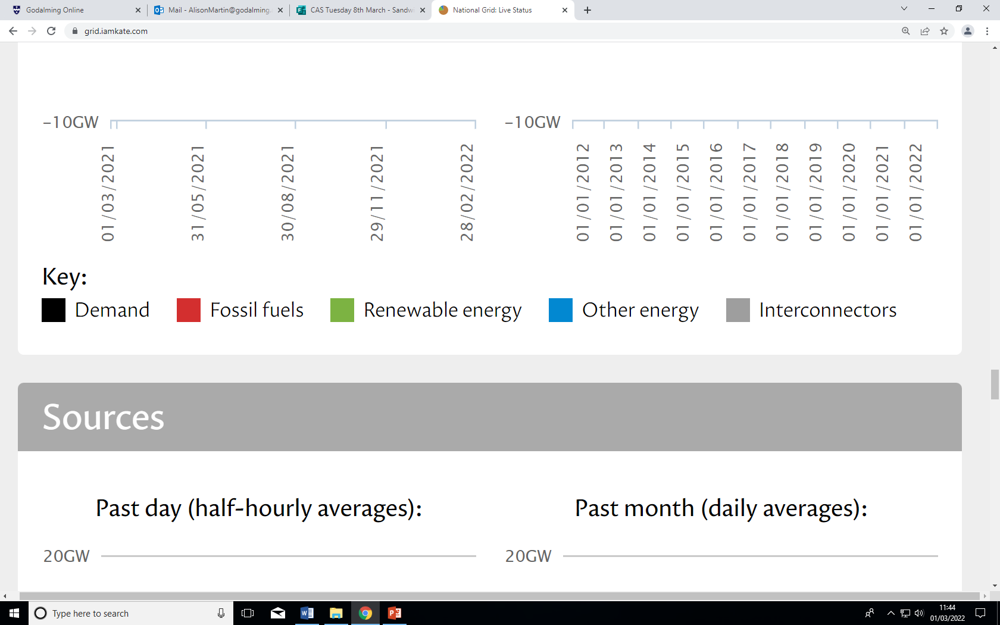 Godalming Online
Mail - AlisonMartin@godalming.
CAS Tuesday 8th March - Sandwi
National Grid: Live Status
grid.iamkate.com
–10GW
01/03/2021
31/05/2021
30/08/2021
29/11/2021
28/02/2022
–10GW
01/01/2012
01/01/2013
01/01/2014
01/01/2015
01/01/2016
01/01/2017
01/01/2018
01/01/2019
01/01/2020
01/01/2021
01/01/2022
Key:
Demand Fossil fuels Renewable energy Other energy Interconnectors
Sources
Past day (half-hourly averages):
Past month (daily averages):
20GW
20GW
Type here to search
11:44
01/03/2022